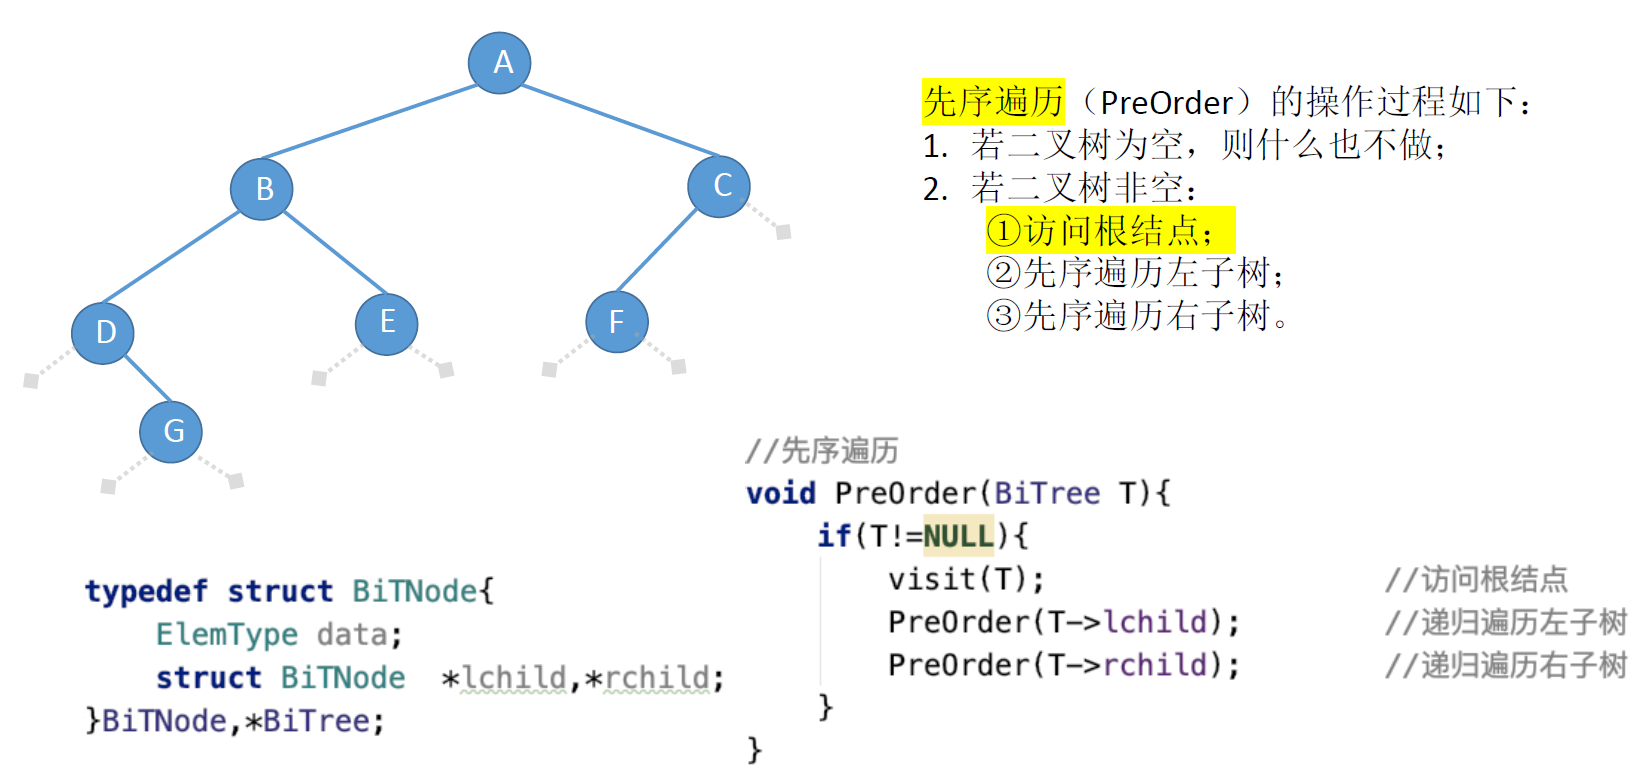 A
B
C
D
E
F
G
先序遍历（PreOrder）的操作过程如下：
1. 若二叉树为空，则什么也不做；
2. 若二叉树非空：
①访问根结点；
②先序遍历左子树；
③先序遍历右子树。
typedef struct BiTNode{
ElemType data;
struct BiTNode *lchild,*rchild;
}BiTNode,*BiTree;
//先序遍历
void PreOrder(BiTree T){
if(T!=NULL){
visit(T); //访问根结点
PreOrder(T->lchild); //递归遍历左子树
PreOrder(T->rchild); //递归遍历右子树
}
}